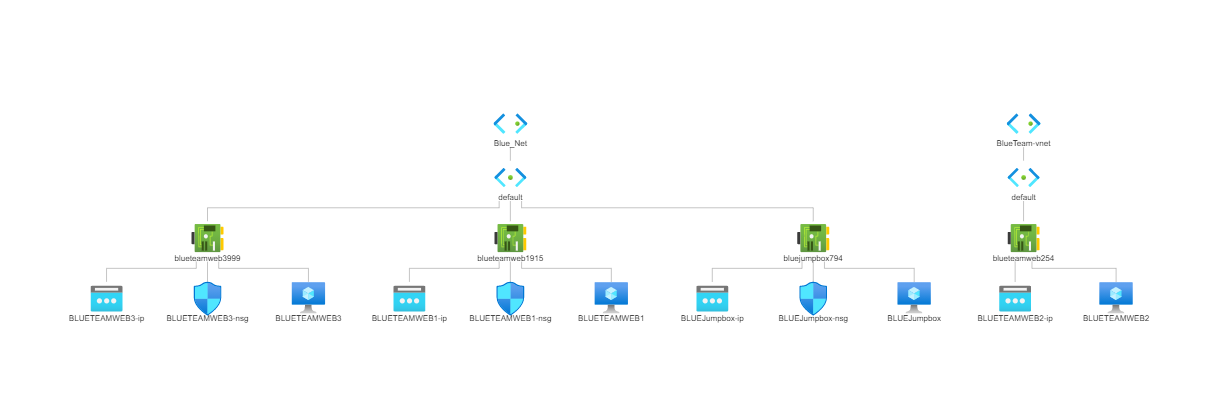 Blue_Net
BlueTeam-vnet
default
default
blueteamweb3999
blueteamweb1915
bluejumpbox794
blueteamweb254
BLUETEAMWEB3-ip
BLUETEAMWEB3-nsg
BLUETEAMWEB3
BLUETEAMWEB1-ip
BLUETEAMWEB1-nsg
BLUETEAMWEB1
BLUEJumpbox-ip
BLUEJumpbox-nsg
BLUEJumpbox
BLUETEAMWEB2-ip
BLUETEAMWEB2